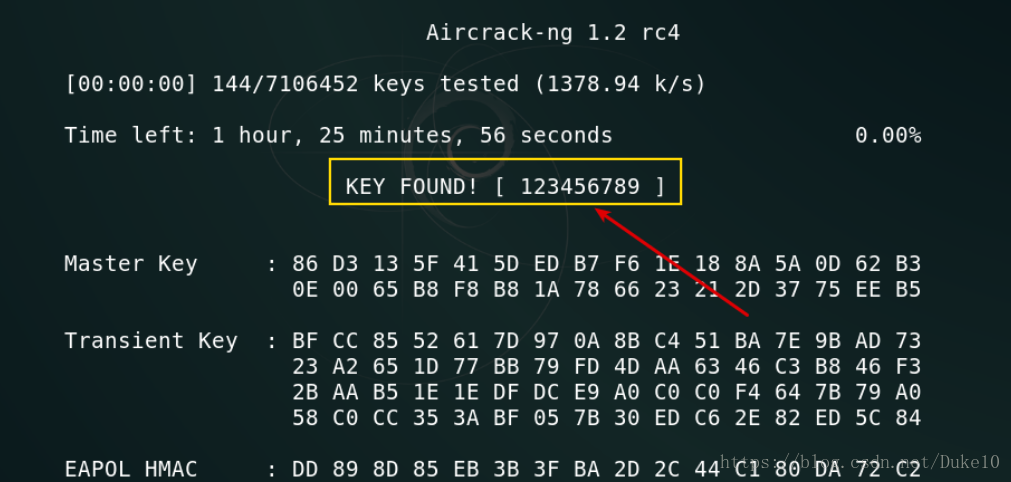 Aircrack-ng 1.2 rc4
[00:00:00] 144/7106452 keys tested (1378.94 k/s)
Time left: 1 hour, 25 minutes, 56 seconds 0.00%
KEY FOUND! [ 123456789 ]
Master Key : 86 D3 13 5F 41 5D ED B7 F6 1E 18 8A 5A 0D 62 B3
0E 00 65 B8 F8 B8 1A 78 66 23 21 2D 37 75 EE B5
Transient Key : BF CC 85 52 61 7D 97 0A 8B C4 51 BA 7E 9B AD 73
23 A2 65 1D 77 BB 79 FD 4D AA 63 46 C3 B8 46 F3
2B AA B5 1E 1E DF DC E9 A0 C0 C0 F4 64 7B 79 A0
58 C0 CC 35 3A BF 05 7B 30 ED C6 2E 82 ED 5C 84
EAPOL HMAC : DD 89 8D 85 EB 3B 3F BA 2D 2C 44 C1 80 DA 72 C2
https://blog.csdn.net/Duke10